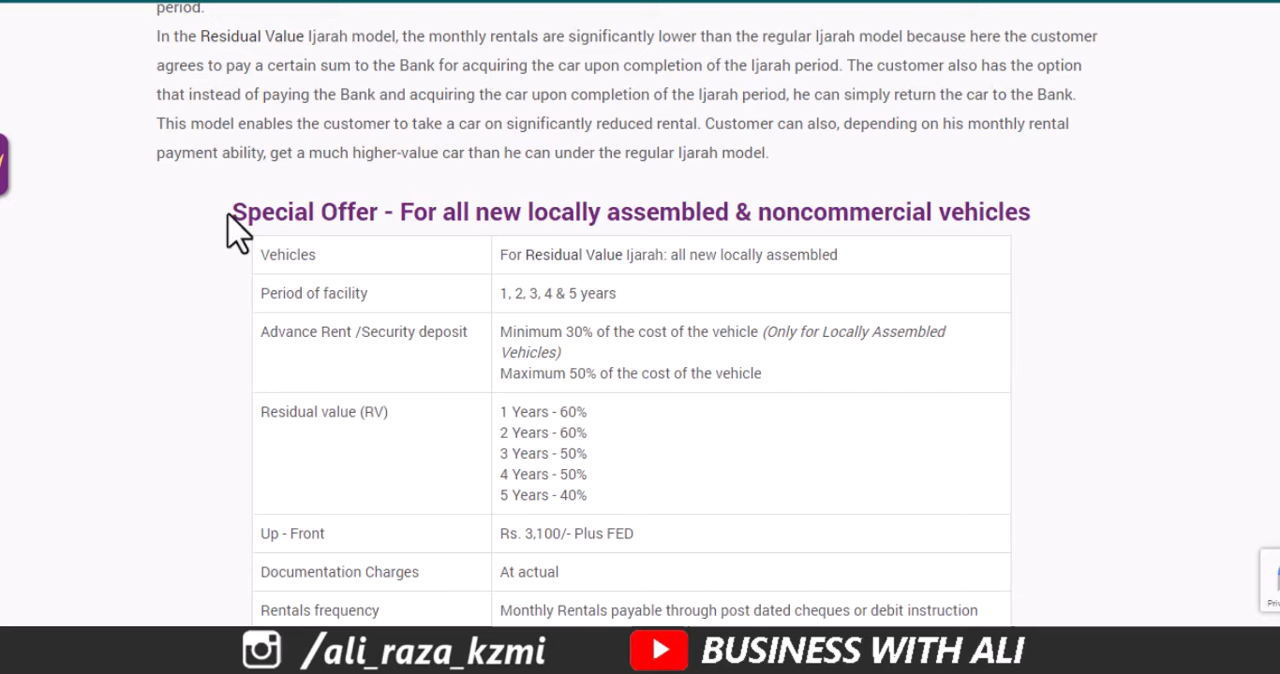 period.
In the Residual Value Ijarah model, the monthly rentals are significantly lower than the regular Ijarah model because here the customer
agrees to pay a certain sum to the Bank for acquiring the car upon completion of the Ijarah period. The customer also has the option
that instead of paying the Bank and acquiring the car upon completion of the Ijarah period, he can simply return the car to the Bank.
This model enables the customer to take a car on significantly reduced rental. Customer can also, depending on his monthly rental
payment ability, get a much higher-value car than he can under the regular Ijarah model.
Special Offer - For all new locally assembled & noncommercial vehicles
Vehicles For Residual Value Ijarah: all new locally assembled
Period of facility 1, 2, 3, 4 & 5 years
Advance Rent /Security deposit Minimum 30% of the cost of the vehicle (Only for Locally Assembled
Vehicles)
Maximum 50% of the cost of the vehicle
Residual value (RV) 1 Years - 60%
2 Years - 60%
3 Years - 50%
4 Years - 50%
5 Years - 40%
Up - Front Rs. 3,100/- Plus FED
Documentation Charges At actual
Rentals frequency Monthly Rentals payable through post dated cheques or debit instruction
/ali_raza_kzmi BUSINESS WITH ALI